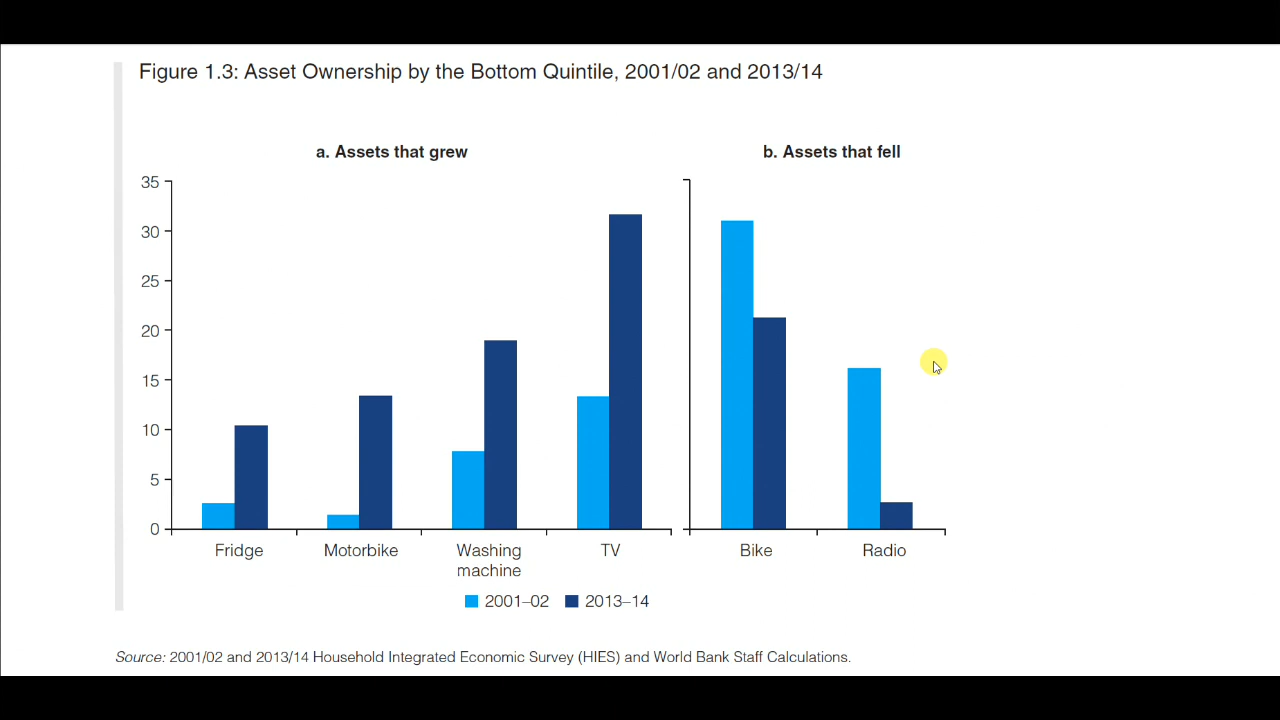 Figure 1.3: Asset Ownership by the Bottom Quintile, 2001/02 and 2013/14
a. Assets that grew
b. Assets that fell
35
30
25
20
15
10
5
0
Fridge
Motorbike
Washing
machine
TV
Bike
Radio
2001–02
2013–14
Source: 2001/02 and 2013/14 Household Integrated Economic Survey (HIES) and World Bank Staff Calculations.